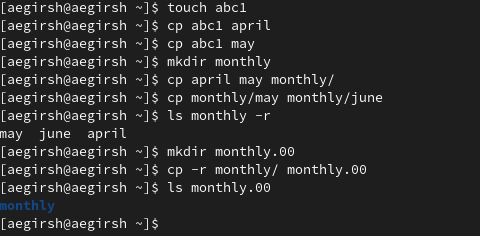 [aegirsh@aegirsh ~]$ touch abc1
[aegirsh@aegirsh ~]$ cp abc1 april
[aegirsh@aegirsh ~]$ cp abc1 may
[aegirsh@aegirsh ~]$ mkdir monthly
[aegirsh@aegirsh ~]$ cp april may monthly/
[aegirsh@aegirsh ~]$ cp monthly/may monthly/june
[aegirsh@aegirsh ~]$ ls monthly -r
may  june  april
[aegirsh@aegirsh ~]$ mkdir monthly.00
[aegirsh@aegirsh ~]$ cp -r monthly/ monthly.00
[aegirsh@aegirsh ~]$ ls monthly.00
monthly
[aegirsh@aegirsh ~]$